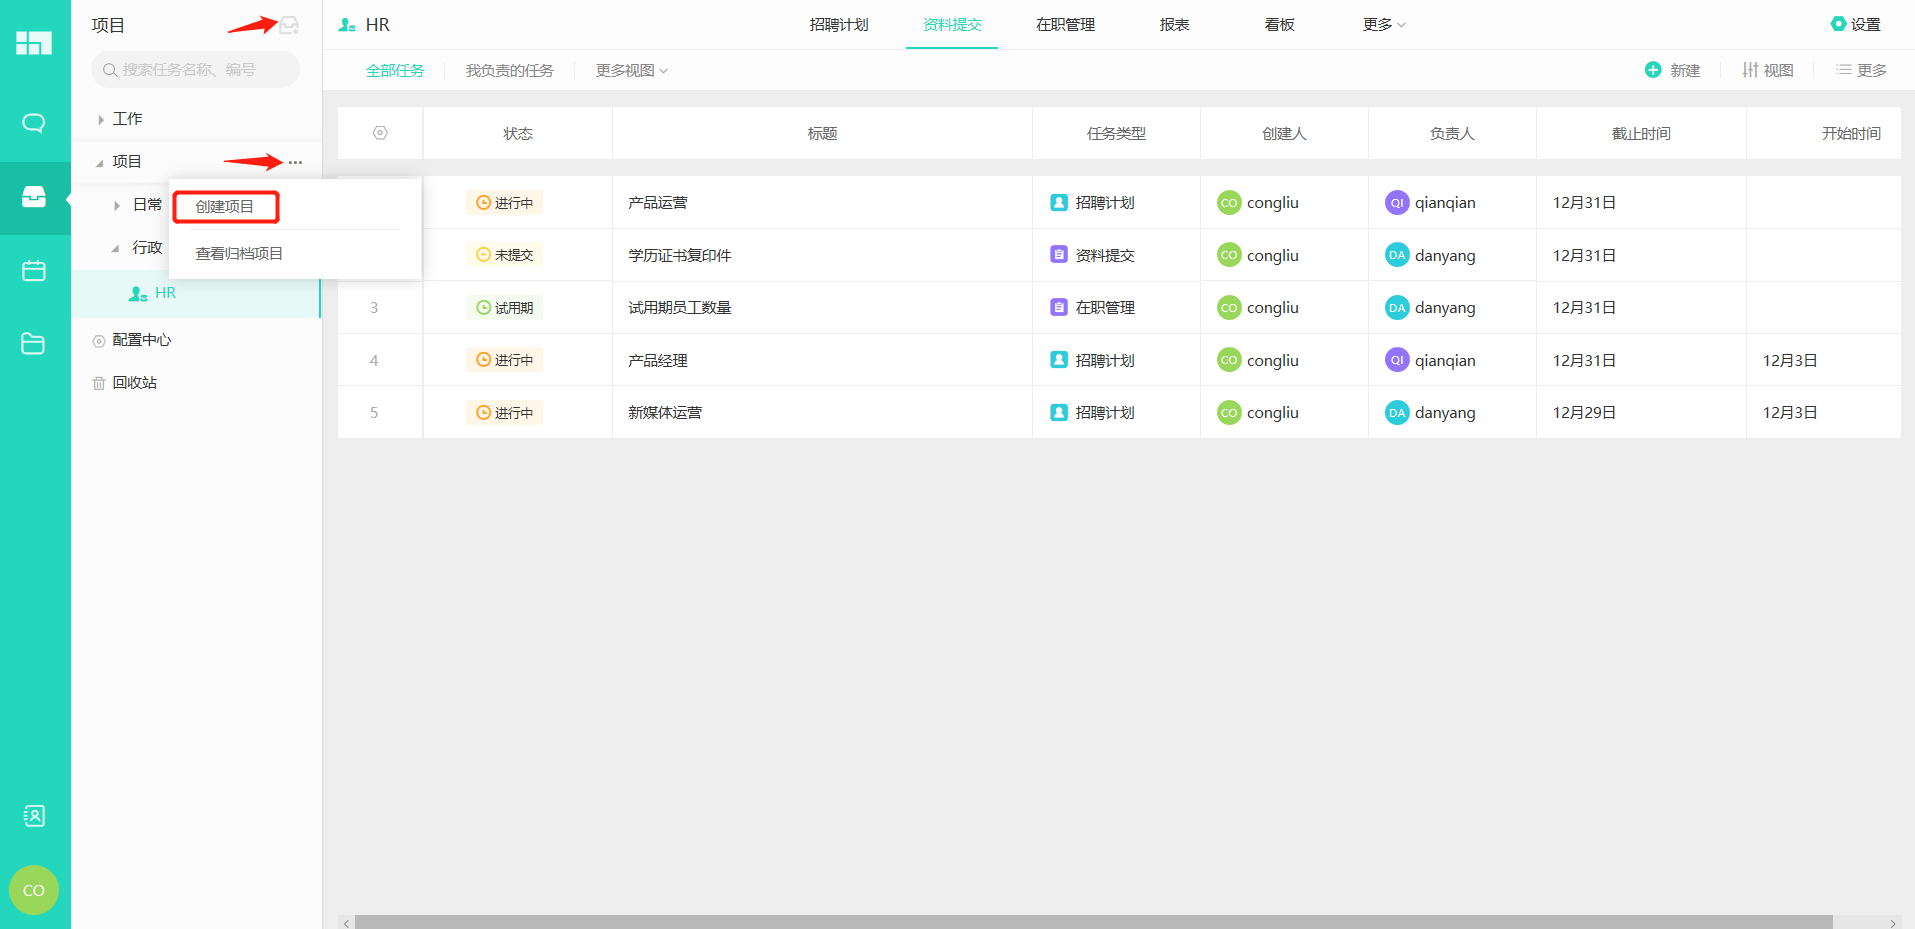 项目
搜索任务名称、编号
工作
项目
日常
创建项目
行政
查看归档项目
HR
配置中心
回收站
CO
HR
招聘计划 资料提交 在职管理 报表 看板 更多
设置
全部任务 我负责的任务 更多视图
新建 视图 更多
状态 标题 任务类型 创建人 负责人 截止时间 开始时间
进行中 产品运营 招聘计划 CO congliu QI qianqian 12月31日
未提交 学历证书复印件 资料提交 CO congliu DA danyang 12月31日
3 试用期 试用期员工数量 在职管理 CO congliu DA danyang 12月31日
4 进行中 产品经理 招聘计划 CO congliu QI qianqian 12月31日 12月3日
5 进行中 新媒体运营 招聘计划 CO congliu DA danyang 12月29日 12月3日